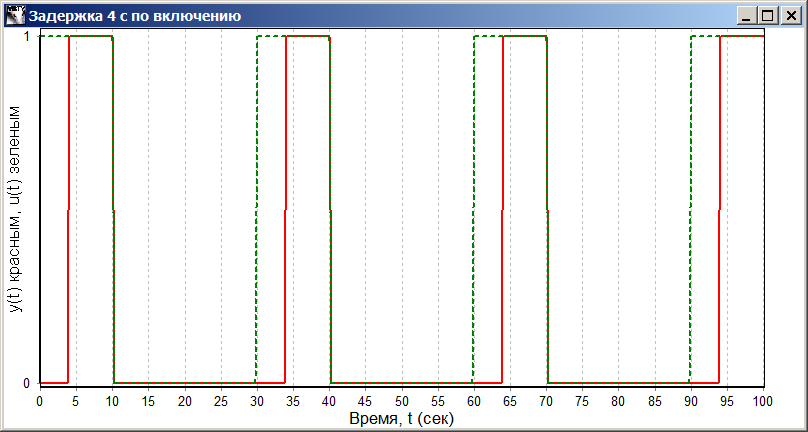 Задержка 4 с по включению
1
y(t) красным, u(t) зеленым
0
0 5 10 15 20 25 30 35 40 45 50 55 60 65 70 75 80 85 90 95 100
Время, t (сек)